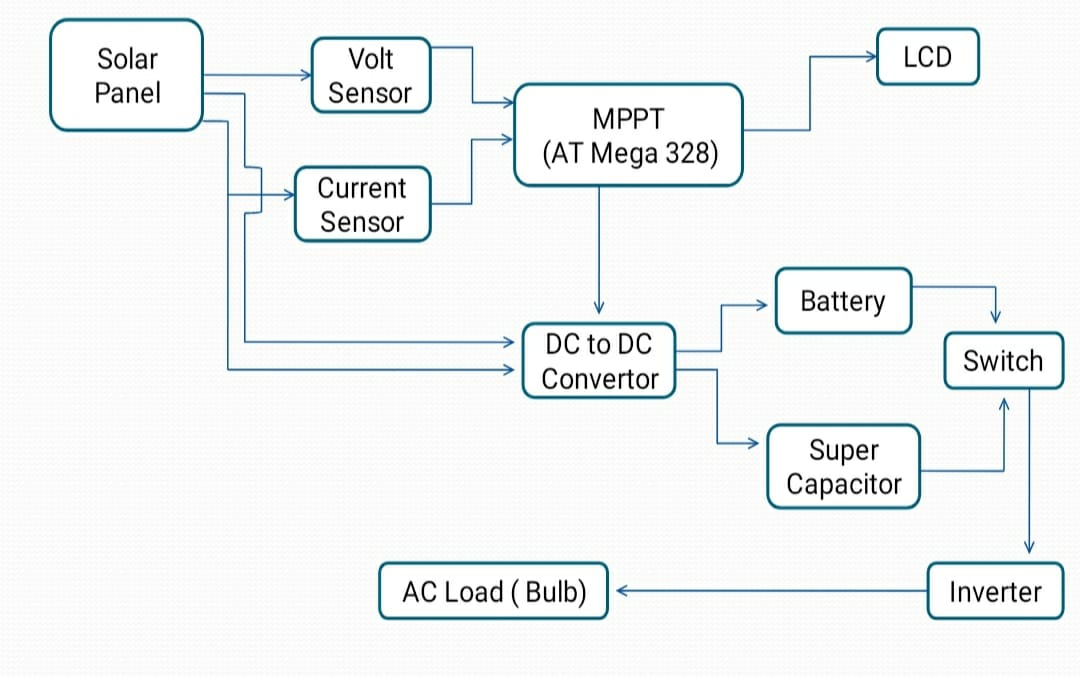 Solar
Panel
Volt
Sensor
LCD
MPPT
(AT Mega 328)
Current
Sensor
Battery
DC to DC
Convertor
Switch
Super
Capacitor
AC Load ( Bulb)
Inverter